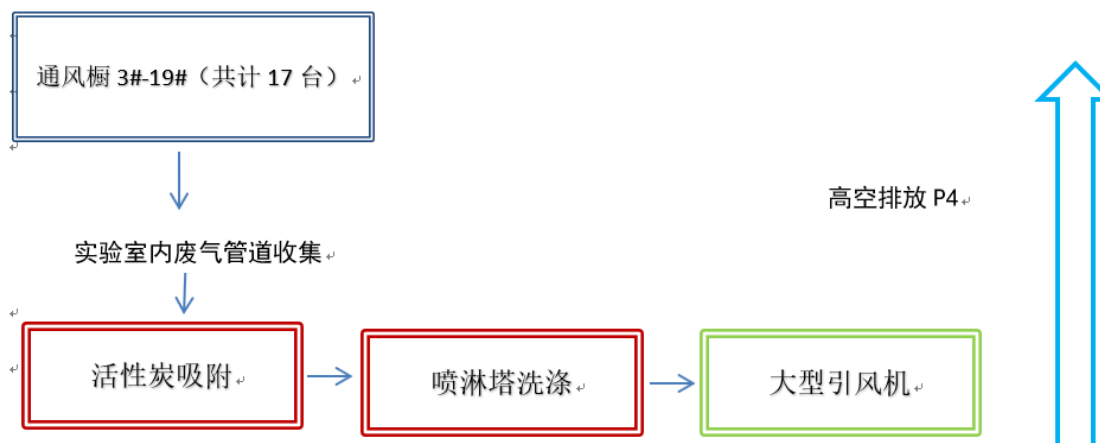 通风橱 3#-19#（共计 17 台）
高空排放 P4
实验室内废气管道收集
活性炭吸附
喷淋塔洗涤
大型引风机